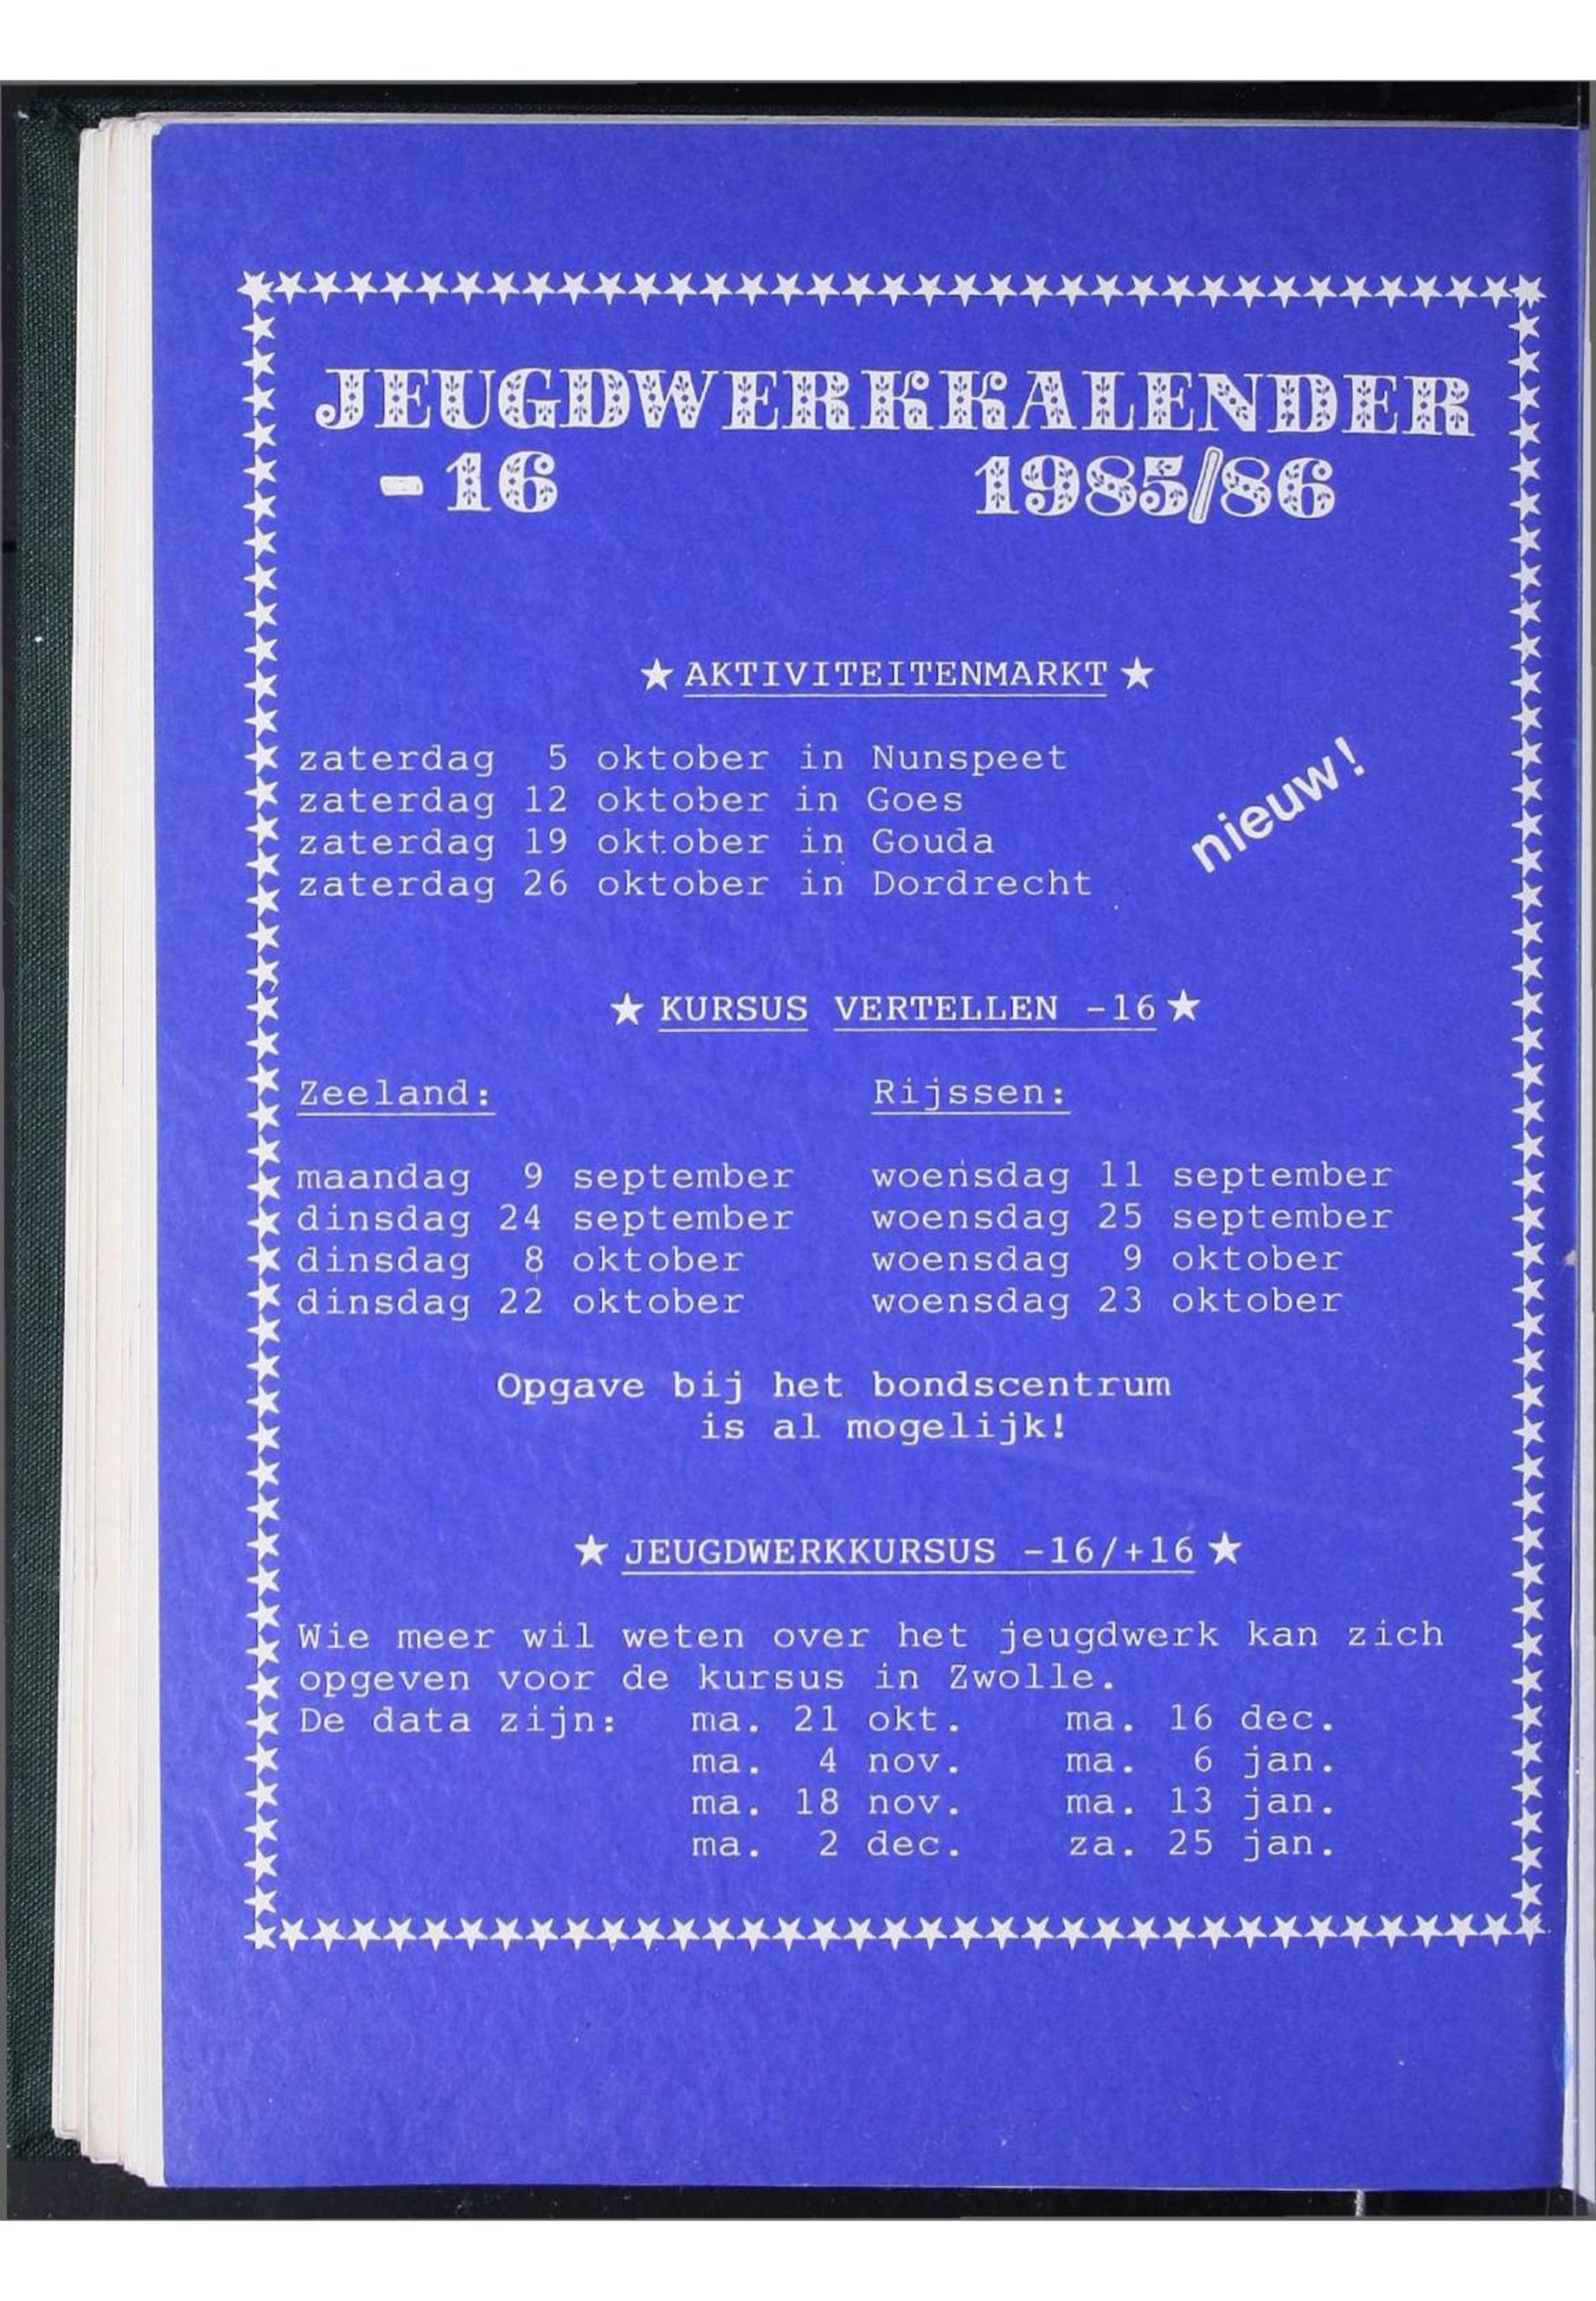 JEUGDWERKKALENDER
-16 1985/86
★ AKTIVITEITENMARKT ★
zaterdag 5 oktober in Nunspeet
zaterdag 12 oktober in Goes
zaterdag 19 oktober in Gouda
zaterdag 26 oktober in Dordrecht
nieuw!
★ KURSUS VERTELLEN -16 ★
Zeeland:
maandag 9 september
dinsdag 24 september
dinsdag 8 oktober
dinsdag 22 oktober
Rijssen:
woensdag 11 september
woensdag 25 september
woensdag 9 oktober
woensdag 23 oktober
Opgave bij het bondscentrum
is al mogelijk!
★ JEUGDWERKKURSUS -16/+16 ★
Wie meer wil weten over het jeugdwerk kan zich
opgeven voor de kursus in Zwolle.
De data zijn: ma. 21 okt. ma. 16 dec.
ma. 4 nov. ma. 6 jan.
ma. 18 nov. ma. 13 jan.
ma. 2 dec. za. 25 jan.